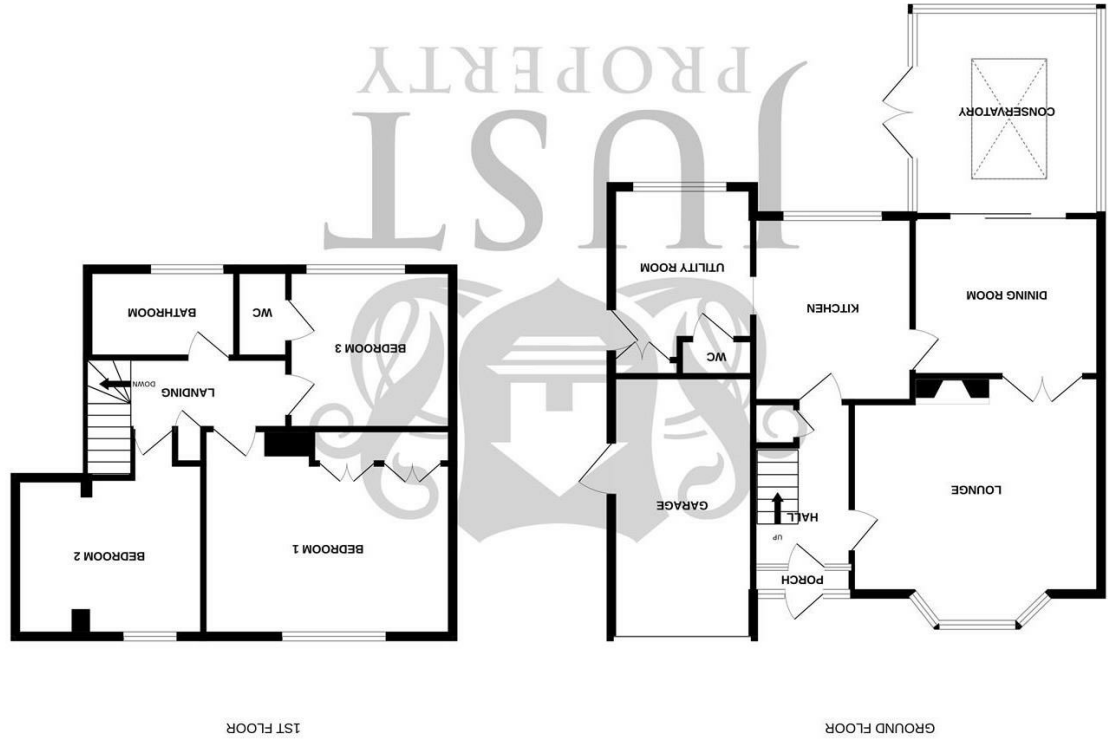 GROUND FLOOR
PORCH
UP
HALL
LOUNGE
GARAGE
WC
KITCHEN
DINING ROOM
UTILITY ROOM
CONSERVATORY
1ST FLOOR
BEDROOM 1
BEDROOM 2
LANDING
DOWN
BEDROOM 3
WC
BATHROOM
JUST
PROPERTY